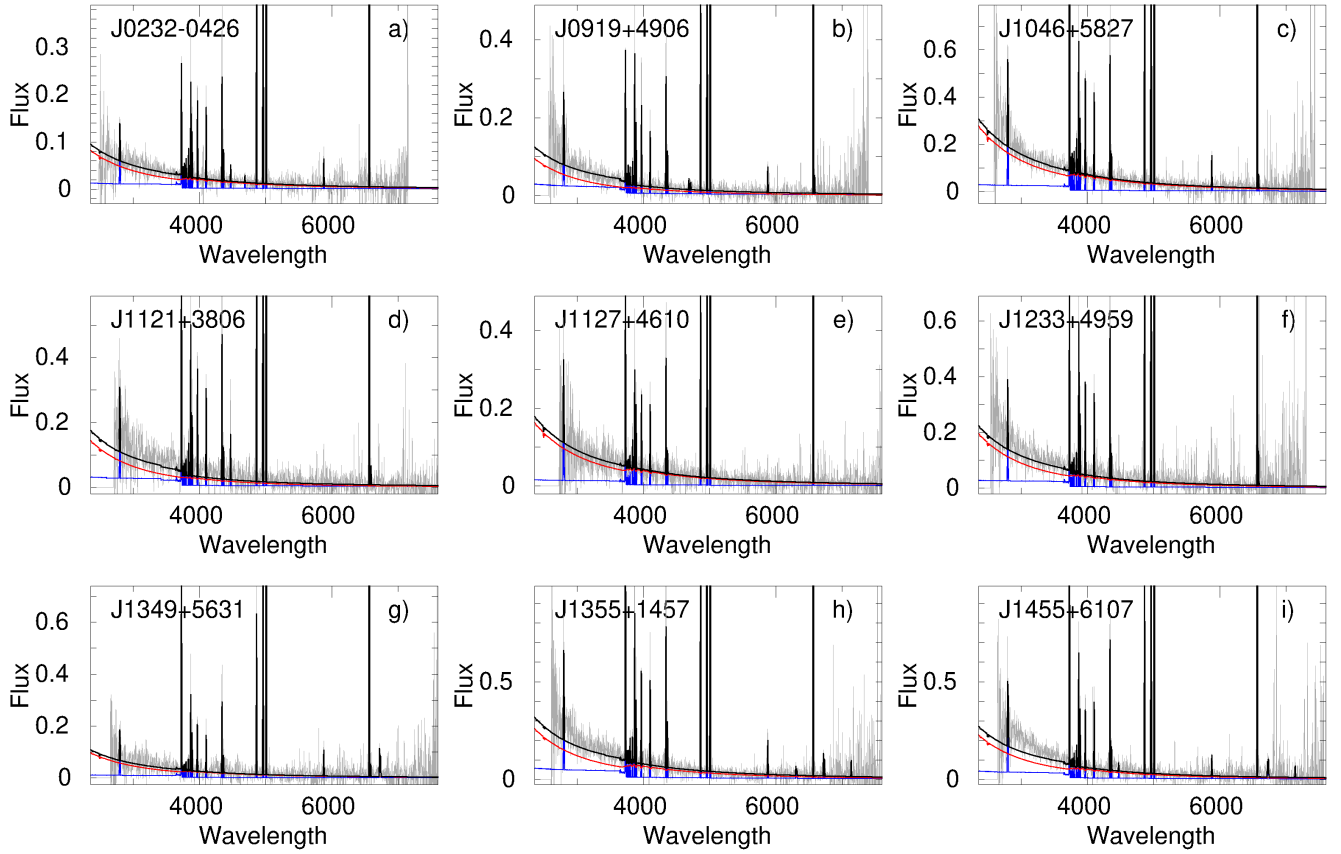 J0232-0426 a)
0.3
0.2
0.1
0
Flux
4000 6000
Wavelength
J0919+4906 b)
0.4
0.2
0
Flux
4000 6000
Wavelength
J1046+5827 c)
0.6
0.4
0.2
0
Flux
4000 6000
Wavelength
J1121+3806 d)
0.4
0.2
0
Flux
4000 6000
Wavelength
J1127+4610 e)
0.4
0.2
0
Flux
4000 6000
Wavelength
J1233+4959 f)
0.6
0.4
0.2
0
Flux
4000 6000
Wavelength
J1349+5631 g)
0.6
0.4
0.2
0
Flux
4000 6000
Wavelength
J1355+1457 h)
0.5
0
Flux
4000 6000
Wavelength
J1455+6107 i)
0.5
0
Flux
4000 6000
Wavelength